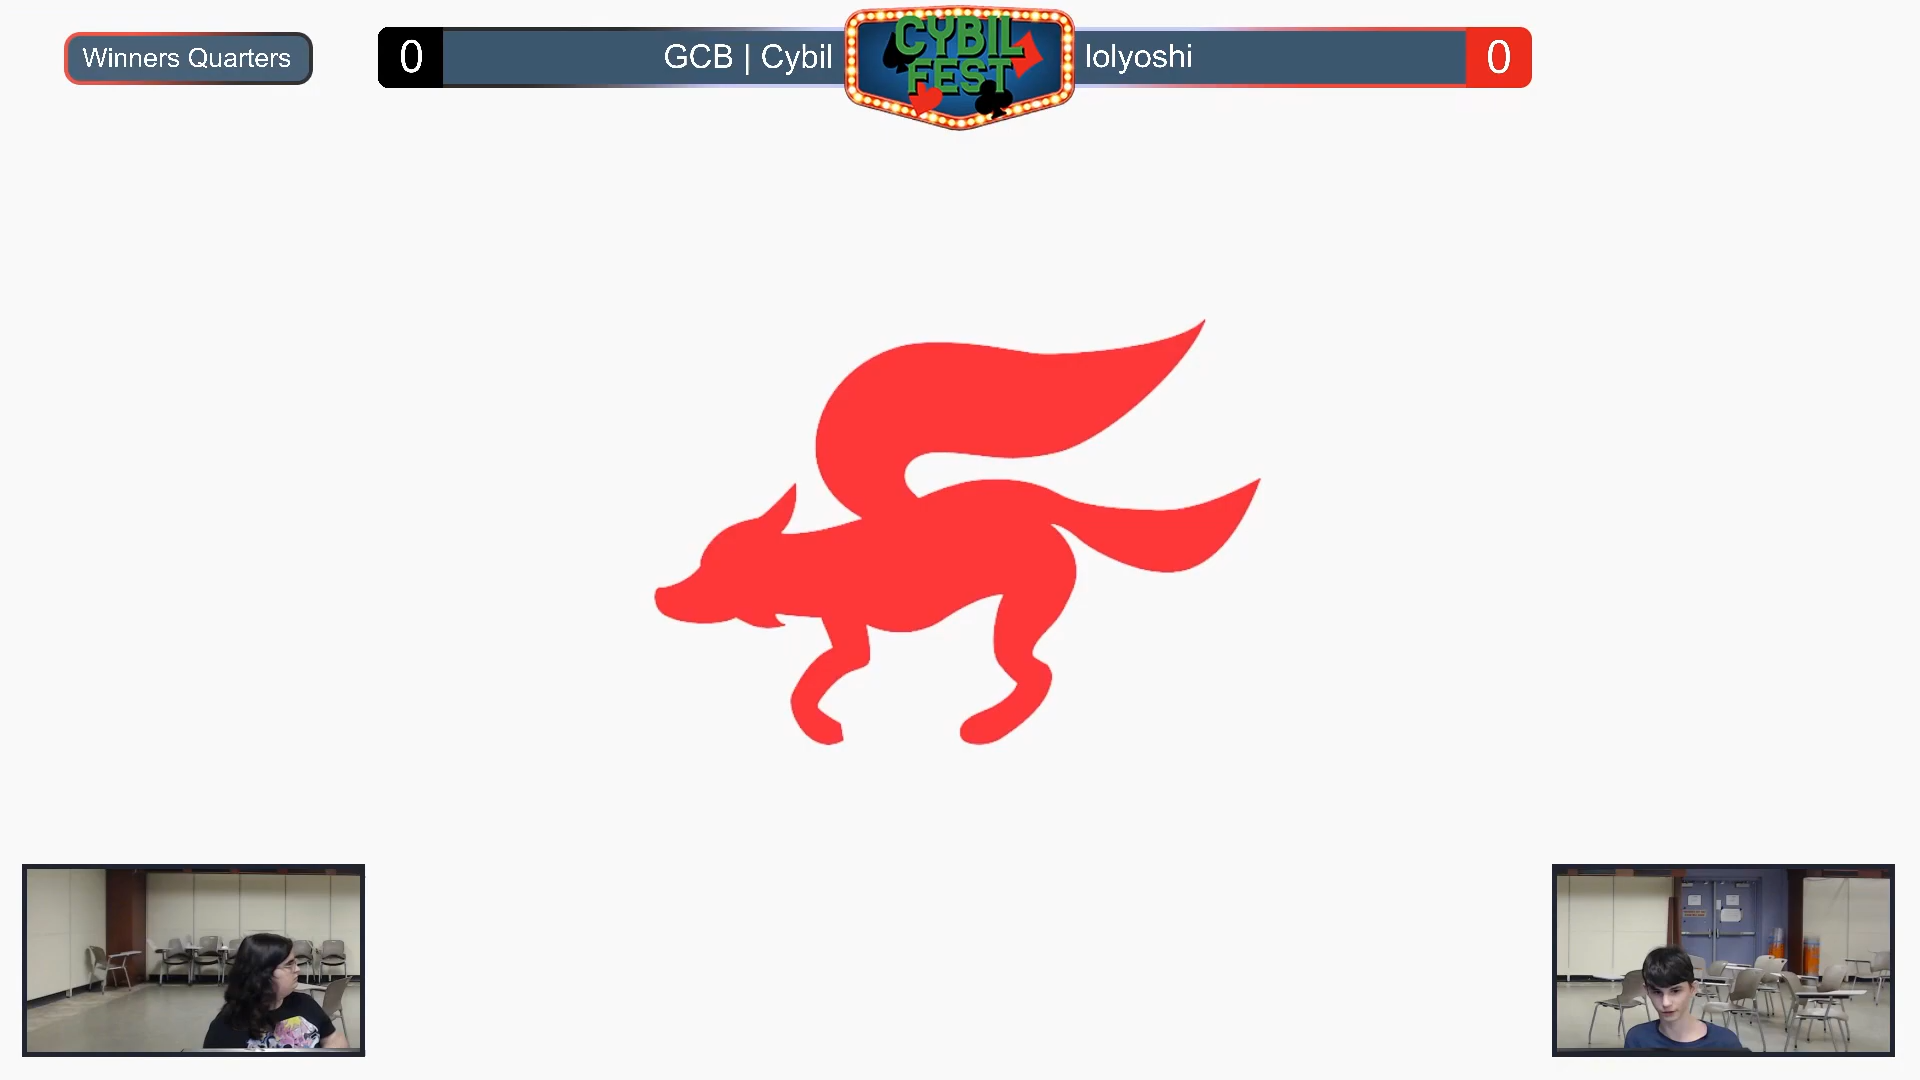 Winners Quarters
0
GCB | Cybil
CYBIL
FEST
lolyoshi
0